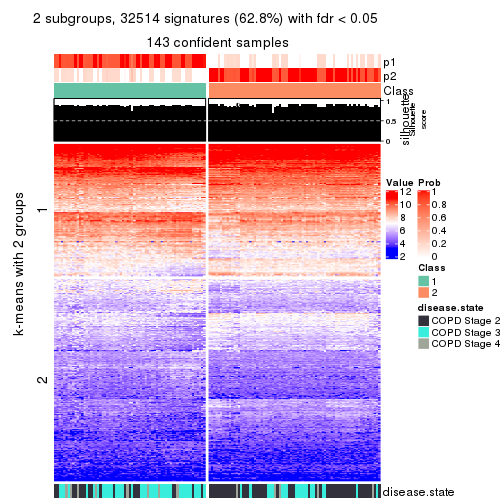 2 subgroups, 32514 signatures (62.8%) with fdr < 0.05
143 confident samples
p1
p2
Class
silhouette
Silhouette
score
1
0.5
0
k-means with 2 groups
1
2
Value
12
10
8
6
4
2
Prob
1
0.8
0.6
0.4
0.2
0
Class
1
2
disease.state
COPD Stage 2
COPD Stage 3
COPD Stage 4
disease.state